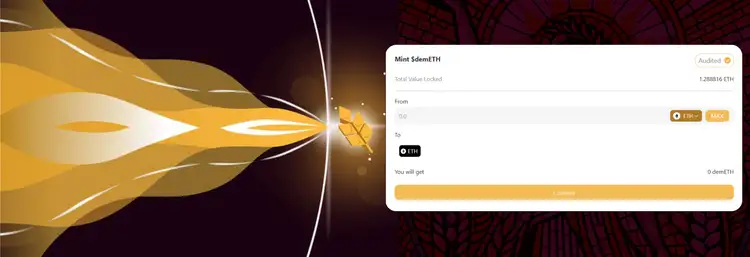 Mint $demETH
Audited
Total Value Locked
1.288816 ETH
From
0.0
ETH
MAX
To
ETH
You will get
0 demETH